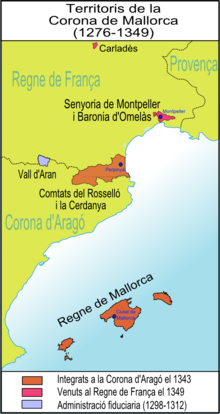 Territoris de la
Corona de Mallorca
(1276-1349)
Carladès
Regne de França
Provença
Senyoria de Montpeller
i Baronia d'Omelàs
Montpeller
Vall d'Aran
Perpinyà
Comtats del Rosselló
i la Cerdanya
Corona d'Aragó
Regne de Mallorca
Ciutat de
Mallorca
Integrats a la Corona d'Aragó el 1343
Venuts al Regne de França el 1349
Administració fiduciaria (1298-1312)